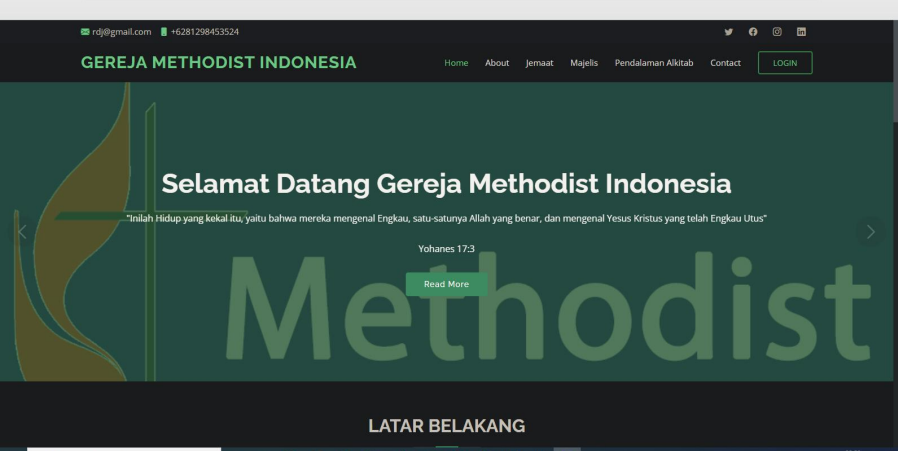 rdj@gmail.com +6281298453524
GEREJA METHODIST INDONESIA
Home About Jemaat Majelis Pendalaman Alkitab Contact LOGIN
Selamat Datang Gereja Methodist Indonesia
"Inilah Hidup yang kekal itu, yaitu bahwa mereka mengenal Engkau, satu-satunya Allah yang benar, dan mengenal Yesus Kristus yang telah Engkau Utus"
Yohanes 17:3
Read More
Methodist
LATAR BELAKANG